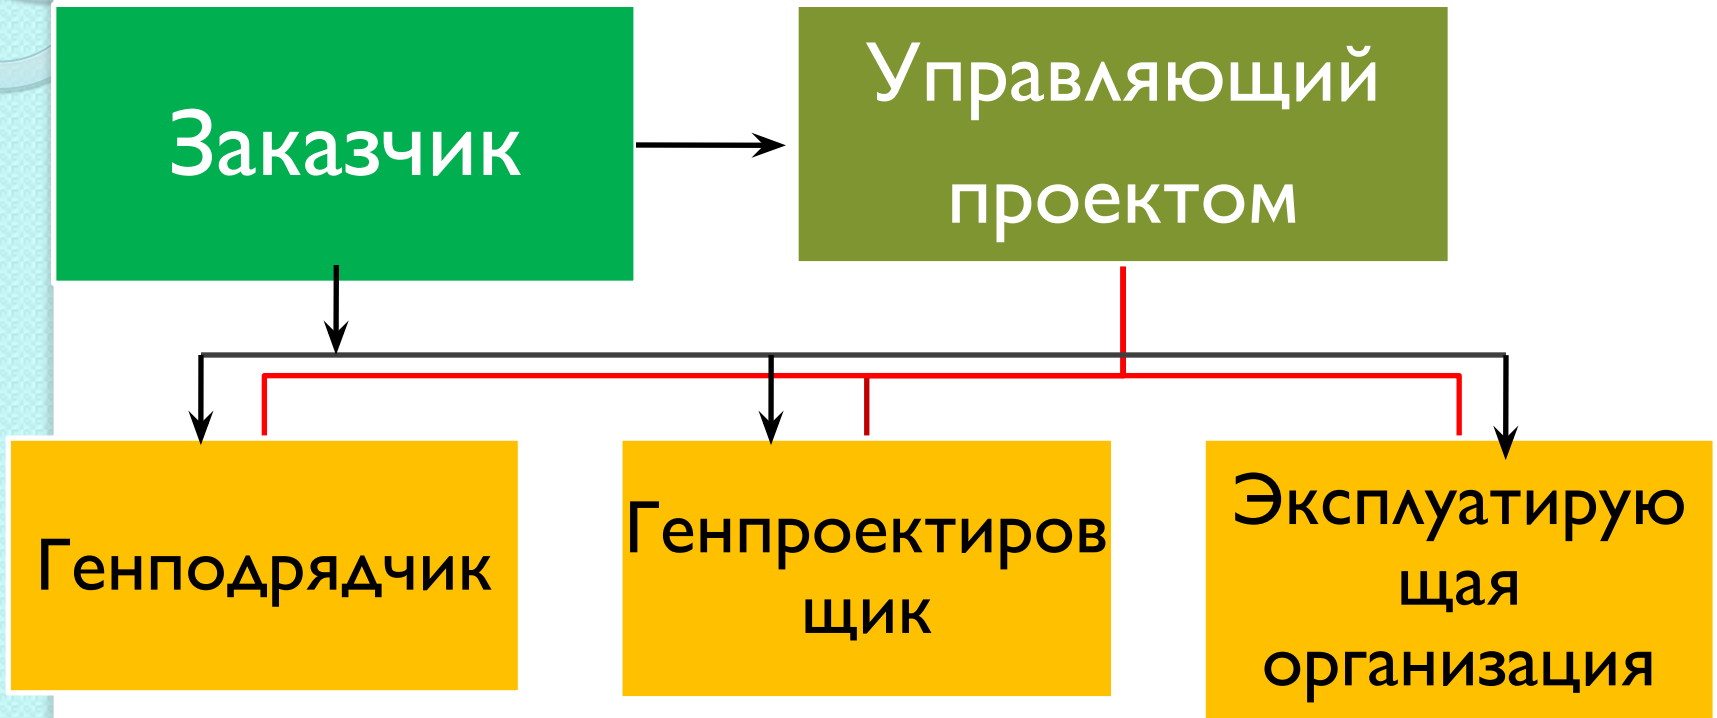 Заказчик
Управляющий
проектом
Генподрядчик
Генпроектиров
щик
Эксплуатирую
щая
организация